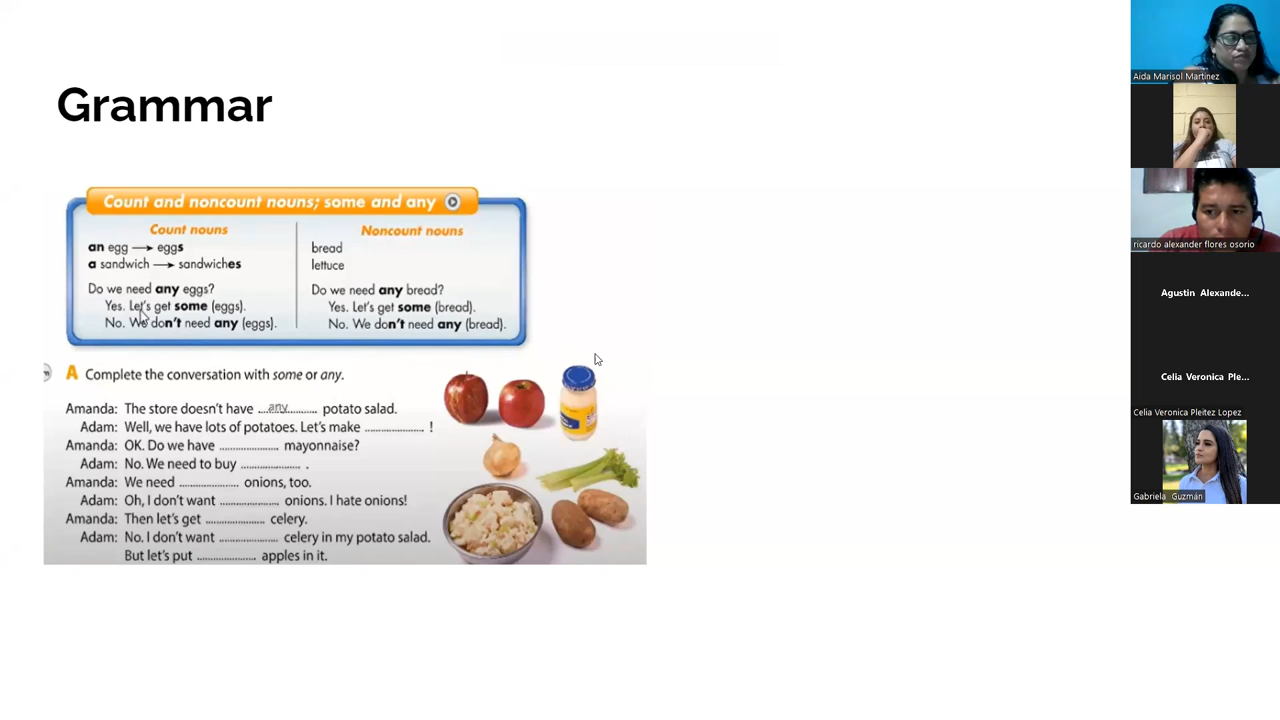 Grammar
Count and noncount nouns; some and any
Count nouns
an egg → eggs
a sandwich → sandwiches
Do we need any eggs?
Yes. Let's get some (eggs).
No. We don't need any (eggs).
Noncount nouns
bread
lettuce
Do we need any bread?
Yes. Let's get some (bread).
No. We don't need any (bread).
A Complete the conversation with some or any.
Amanda: The store doesn't have ....any.... potato salad.
Adam: Well, we have lots of potatoes. Let's make .................... !
Amanda: OK. Do we have .................... mayonnaise?
Adam: No. We need to buy .................... .
Amanda: We need .................... onions, too.
Adam: Oh, I don't want .................... onions. I hate onions!
Amanda: Then let's get .................... celery.
Adam: No. I don't want .................... celery in my potato salad.
But let's put .................... apples in it.
Aida Marisol Martinez
ricardo alexander flores osorio
Agustin Alexande...
Celia Veronica Ple...
Celia Veronica Pleitez Lopez
Gabriela Guzmán